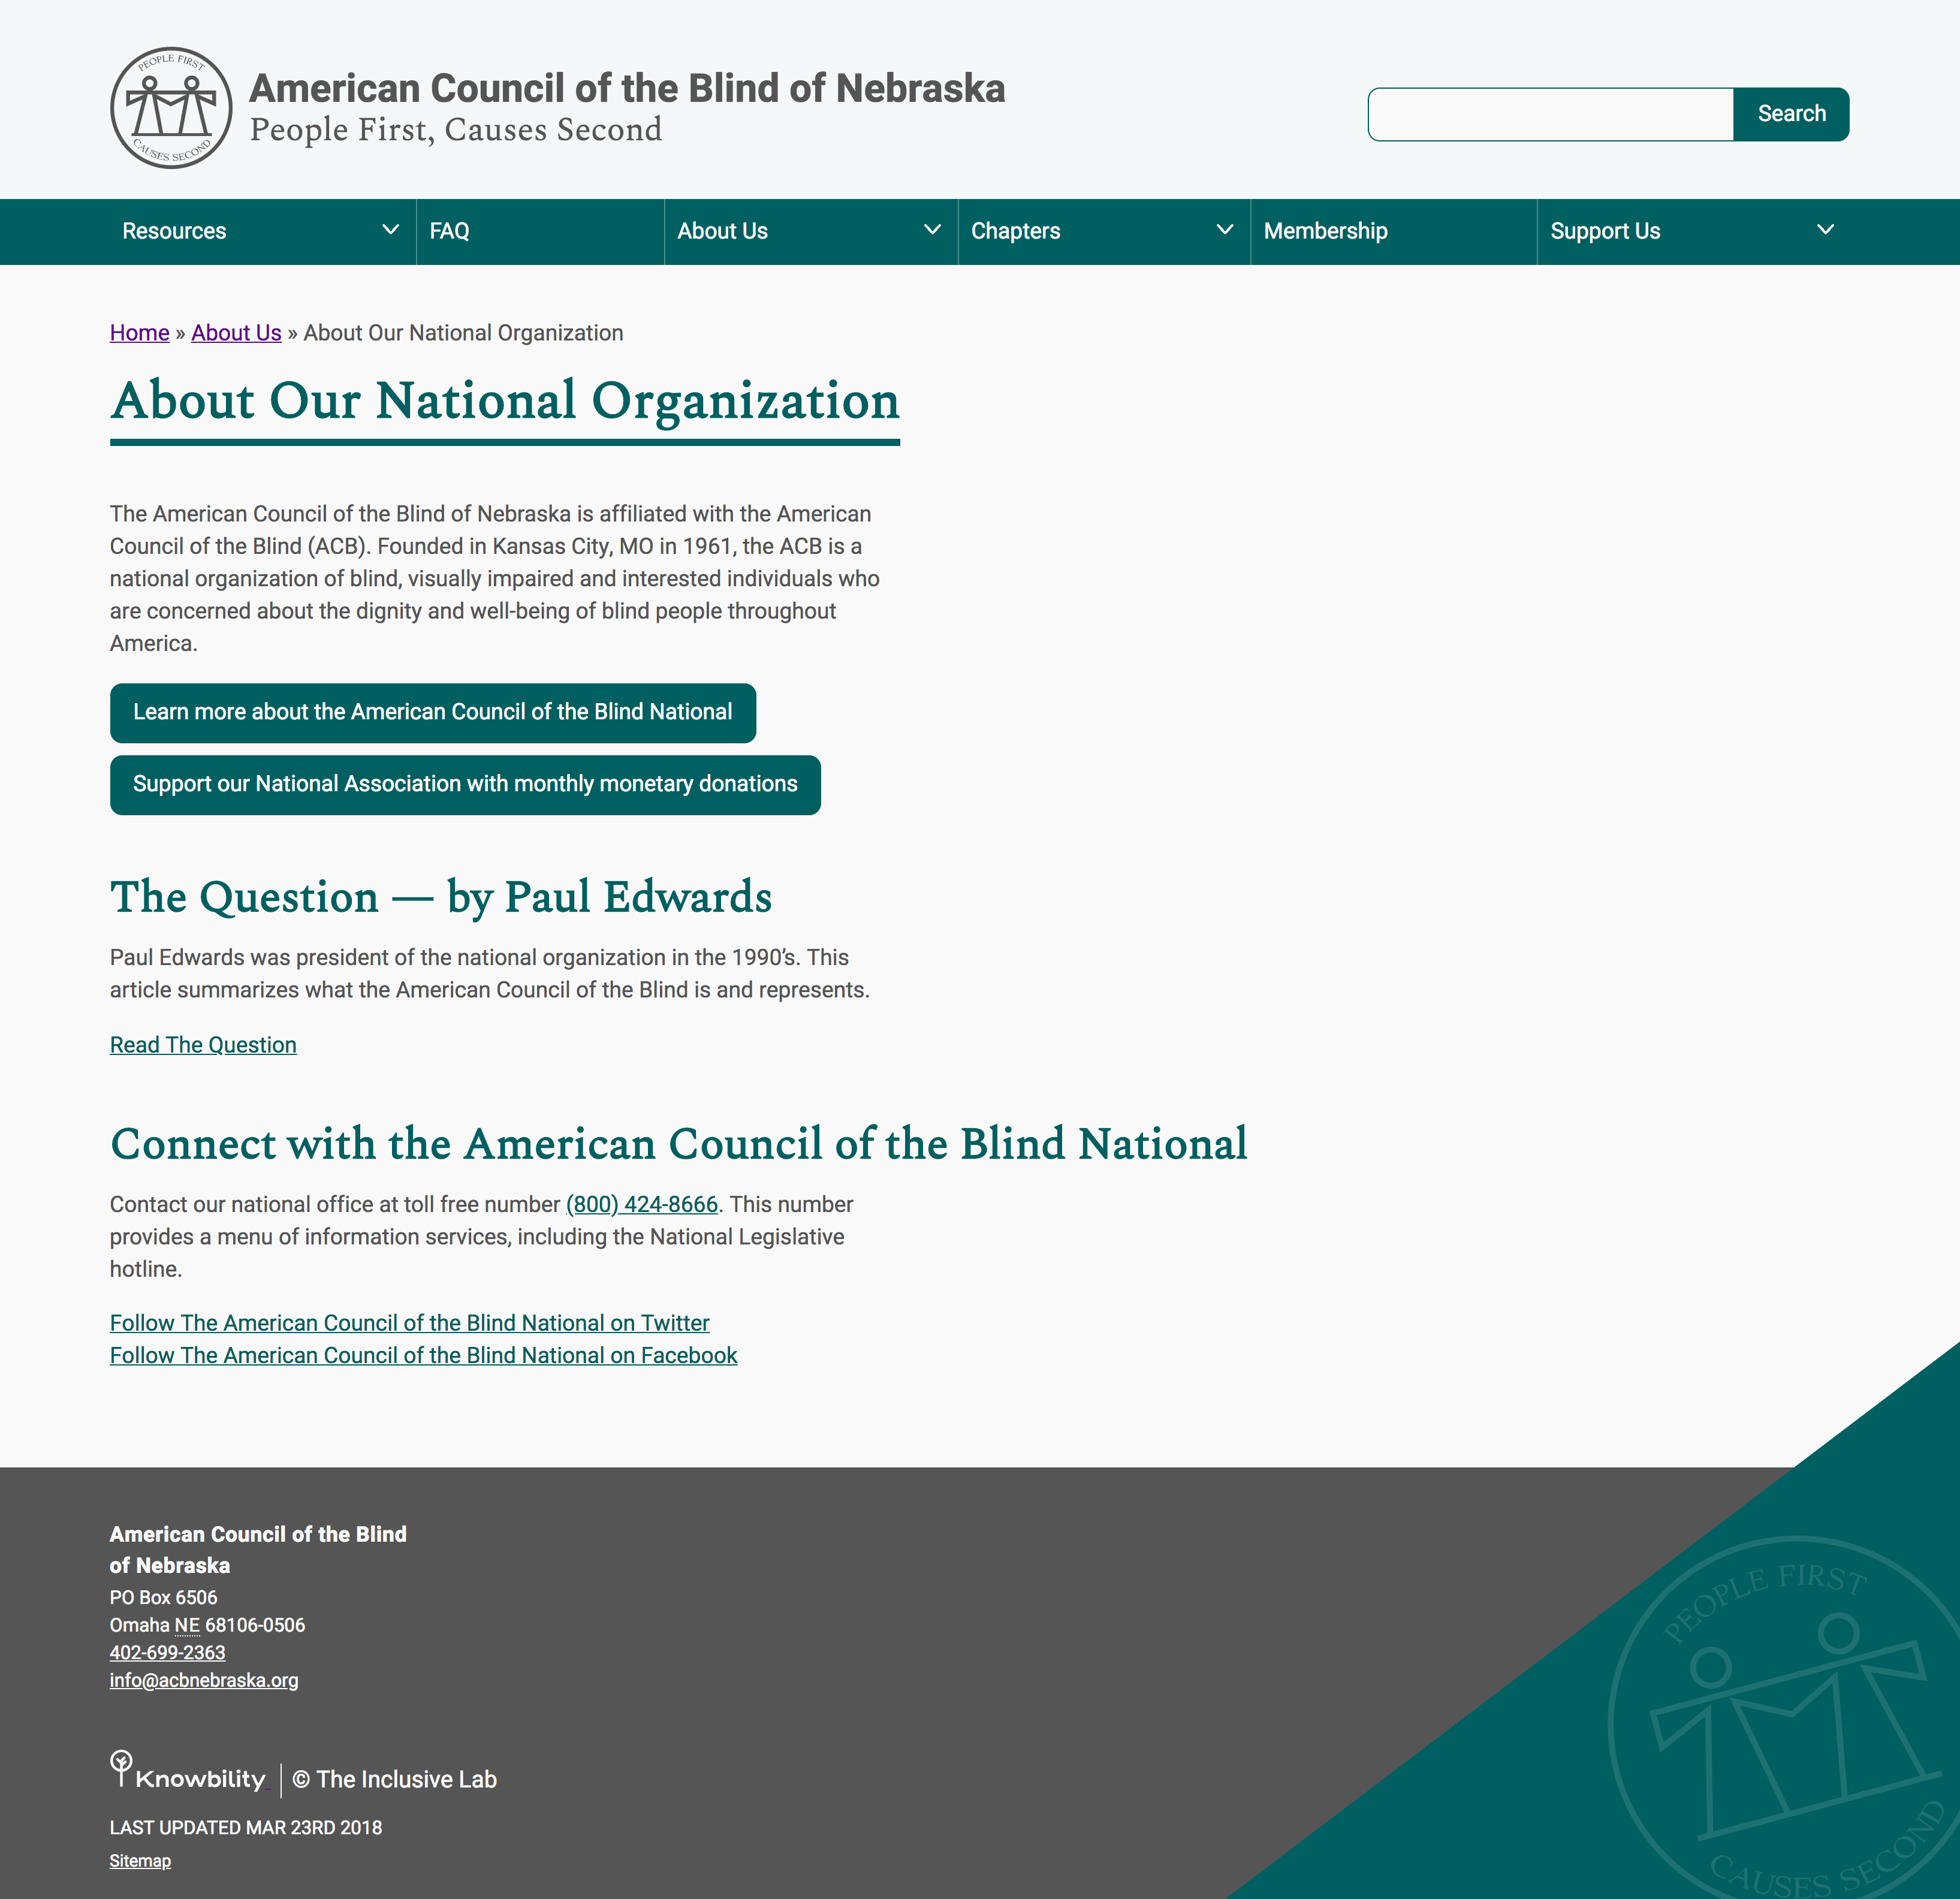 PEOPLE FIRST
CAUSES SECOND
American Council of the Blind of Nebraska
People First, Causes Second
Search
Resources
FAQ
About Us
Chapters
Membership
Support Us
Home » About Us » About Our National Organization
About Our National Organization
The American Council of the Blind of Nebraska is affiliated with the American
Council of the Blind (ACB). Founded in Kansas City, MO in 1961, the ACB is a
national organization of blind, visually impaired and interested individuals who
are concerned about the dignity and well-being of blind people throughout
America.
Learn more about the American Council of the Blind National
Support our National Association with monthly monetary donations
The Question — by Paul Edwards
Paul Edwards was president of the national organization in the 1990’s. This
article summarizes what the American Council of the Blind is and represents.
Read The Question
Connect with the American Council of the Blind National
Contact our national office at toll free number (800) 424-8666. This number
provides a menu of information services, including the National Legislative
hotline.
Follow The American Council of the Blind National on Twitter
Follow The American Council of the Blind National on Facebook
American Council of the Blind
of Nebraska
PO Box 6506
Omaha NE 68106-0506
402-699-2363
info@acbnebraska.org
Knowbility
© The Inclusive Lab
LAST UPDATED MAR 23RD 2018
Sitemap
PEOPLE FIRST
CAUSES SECOND